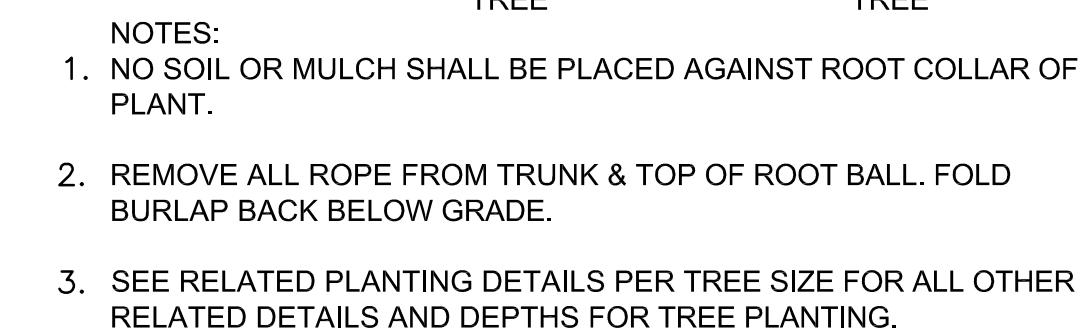 TREE TREE
NOTES:
1. NO SOIL OR MULCH SHALL BE PLACED AGAINST ROOT COLLAR OF
PLANT.
2. REMOVE ALL ROPE FROM TRUNK & TOP OF ROOT BALL. FOLD
BURLAP BACK BELOW GRADE.
3. SEE RELATED PLANTING DETAILS PER TREE SIZE FOR ALL OTHER
RELATED DETAILS AND DEPTHS FOR TREE PLANTING.